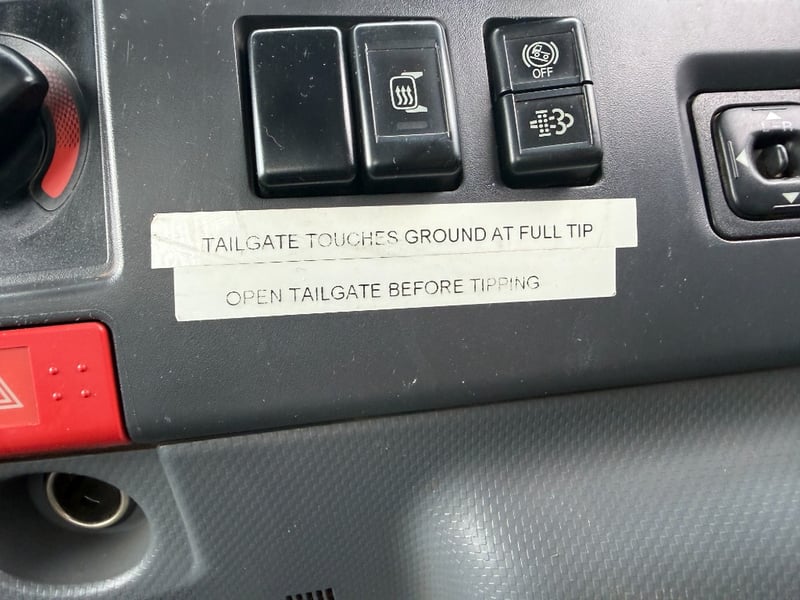 OFF
TAILGATE TOUCHES GROUND AT FULL TIP
OPEN TAILGATE BEFORE TIPPING